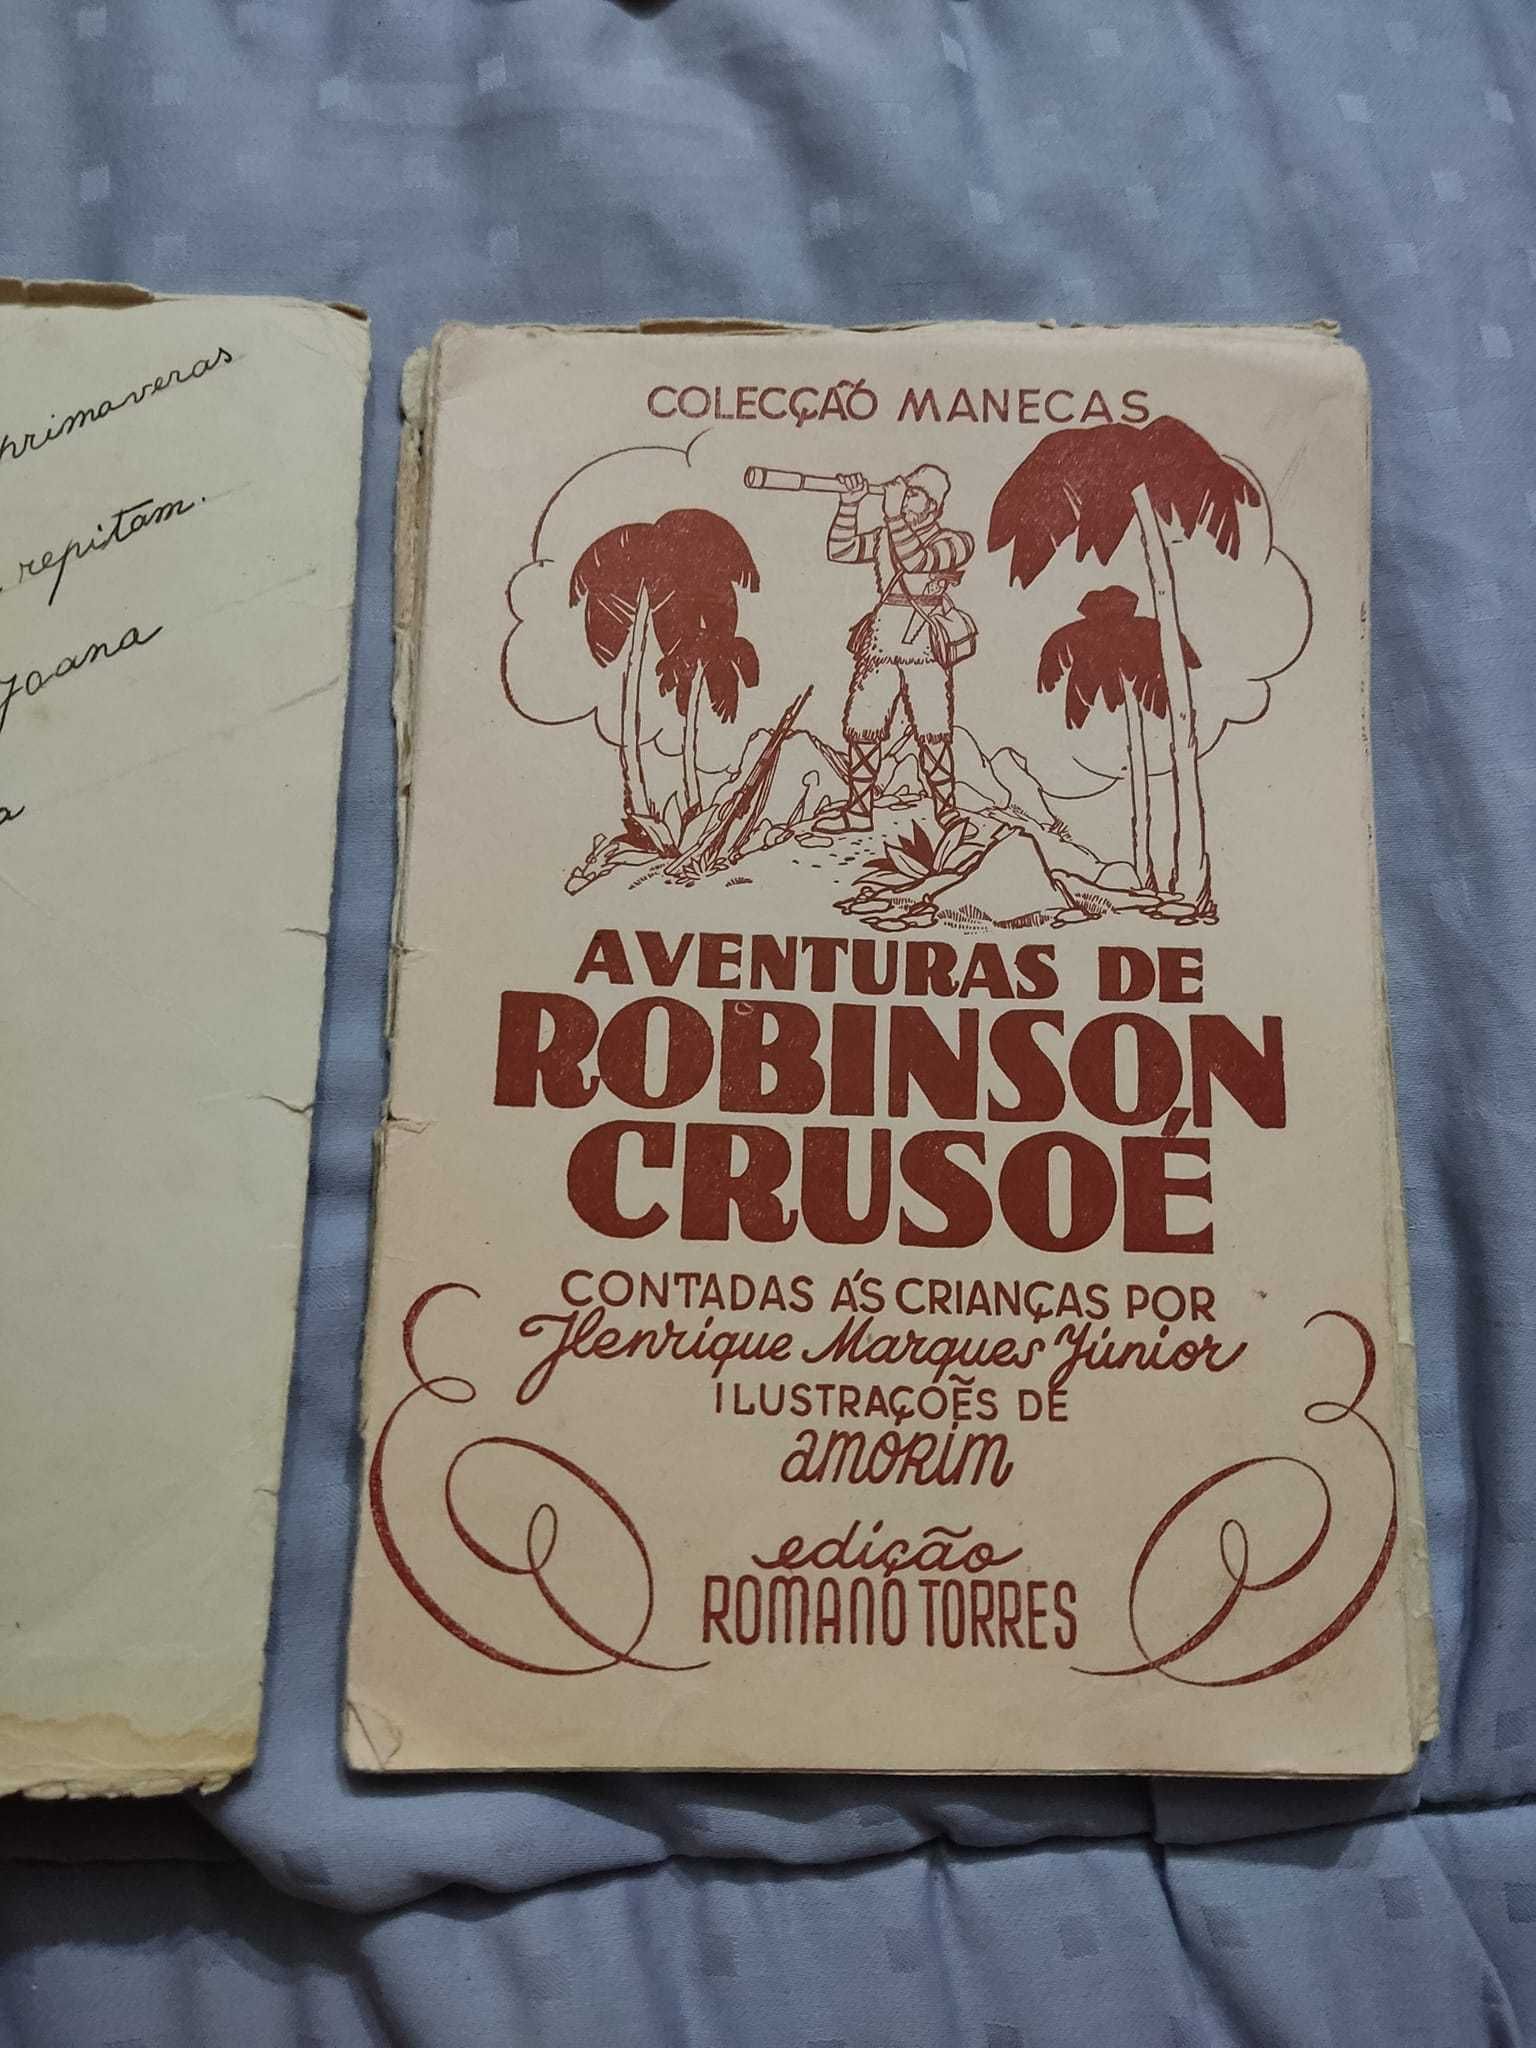 primaveras
repitam.
Joana
a
COLECÇÃO MANECAS
AVENTURAS DE
ROBINSON
CRUSOÉ
CONTADAS ÁS CRIANÇAS POR
Henrique Marques Júnior
ILUSTRAÇÕES DE
AMORIM
edição
ROMANO TORRES